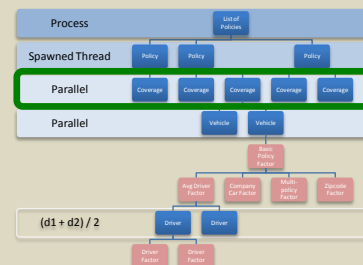 Process
List of
Policies
Spawned Thread
Policy
Policy
Policy
Parallel
Coverage
Coverage
Coverage
Coverage
Coverage
Parallel
Vehicle
Vehicle
Basic
Policy
Factor
Avg Driver
Factor
Company
Car Factor
Multi-
policy
Factor
Zipcode
Factor
(d1 + d2) / 2
Driver
Driver
Driver
Factor
Driver
Factor